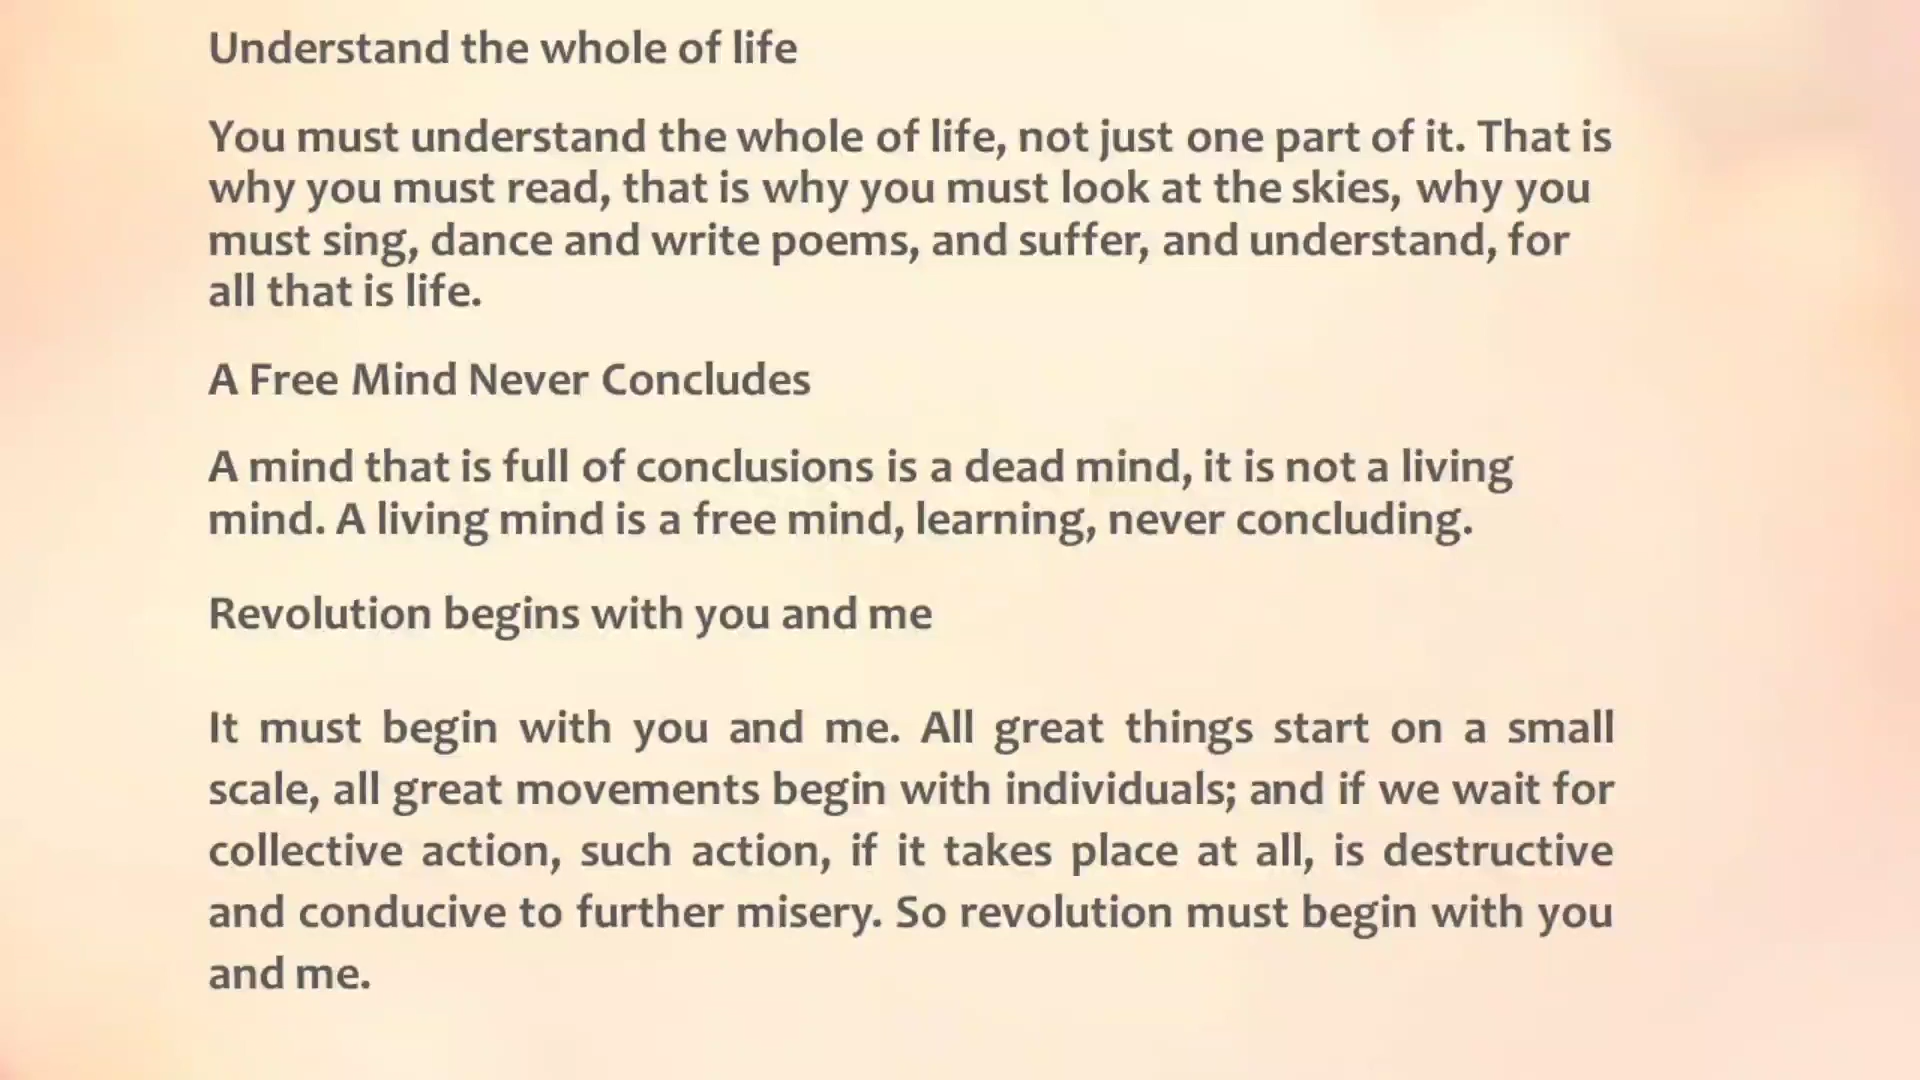 Understand the whole of life
You must understand the whole of life, not just one part of it. That is
why you must read, that is why you must look at the skies, why you
must sing, dance and write poems, and suffer, and understand, for
all that is life.
A Free Mind Never Concludes
A mind that is full of conclusions is a dead mind, it is not a living
mind. A living mind is a free mind, learning, never concluding.
Revolution begins with you and me
It must begin with you and me. All great things start on a small
scale, all great movements begin with individuals; and if we wait for
collective action, such action, if it takes place at all, is destructive
and conducive to further misery. So revolution must begin with you
and me.